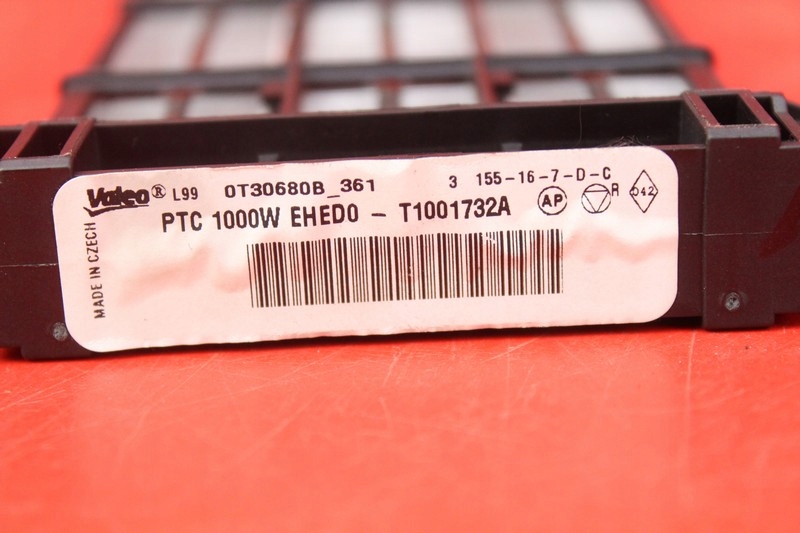 Valeo® L99 0T30680B_361 3 155-16-7-D-C
PTC 1000W EHED0 - T1001732A AP R 042
MADE IN CZECH